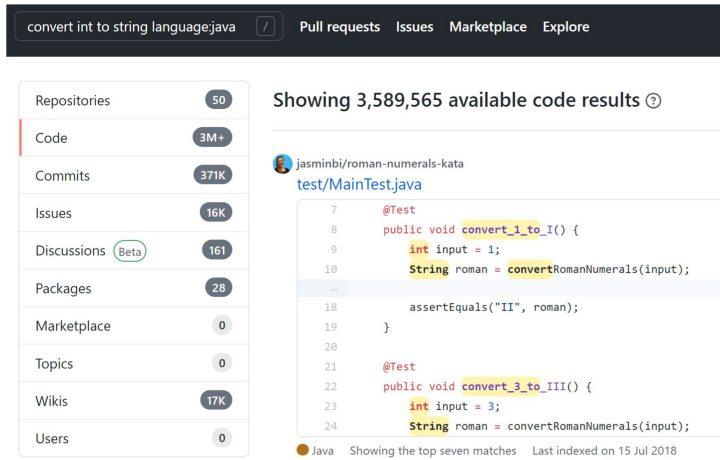 convert int to string language:java / Pull requests Issues Marketplace Explore
Repositories 50
Code 3M+
Commits 371K
Issues 16K
Discussions Beta 161
Packages 28
Marketplace 0
Topics 0
Wikis 17K
Users 0
Showing 3,589,565 available code results ?
jasminbi/roman-numerals-kata
test/MainTest.java
7 @Test
8 public void convert_1_to_I() {
9 int input = 1;
10 String roman = convertRomanNumerals(input);
...
18 assertEquals("II", roman);
19 }
20
21 @Test
22 public void convert_3_to_III() {
23 int input = 3;
24 String roman = convertRomanNumerals(input);
Java Showing the top seven matches Last indexed on 15 Jul 2018